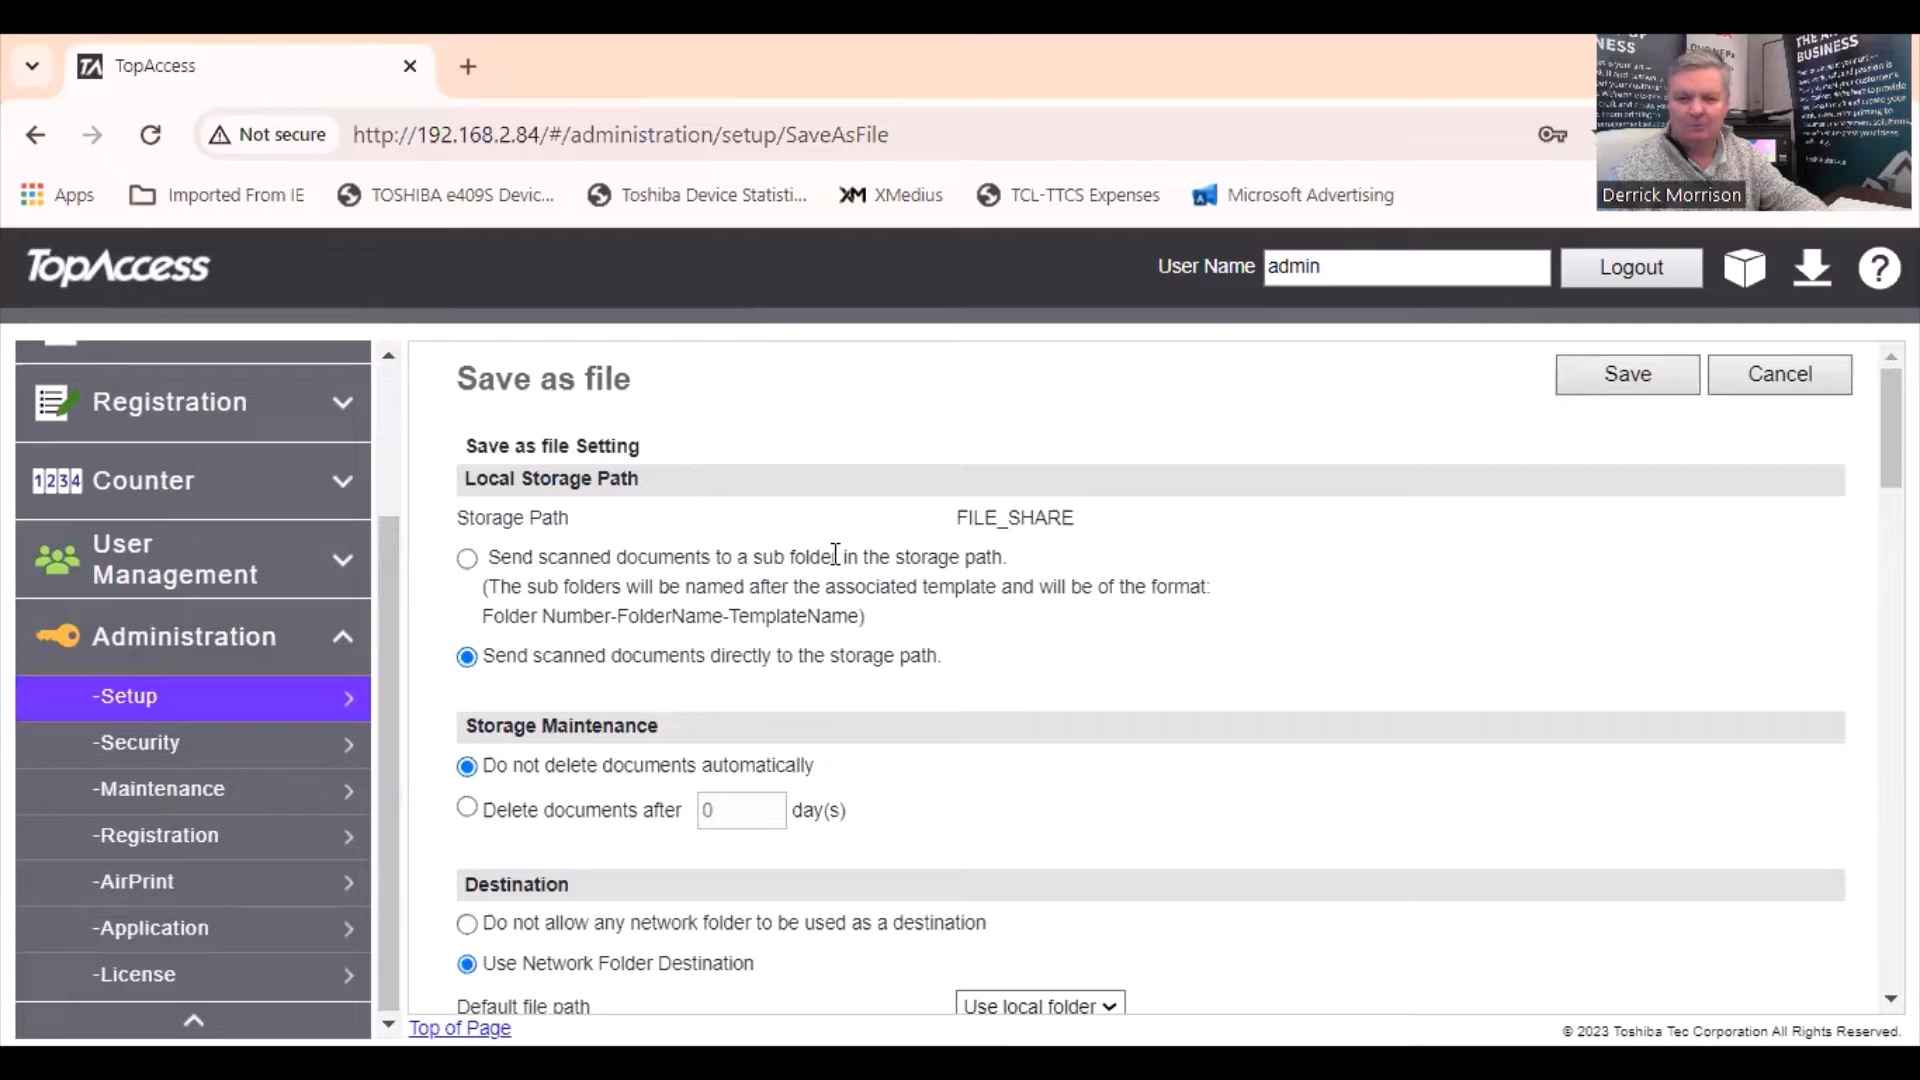 TopAccess
Not secure
http://192.168.2.84/#/administration/setup/SaveAsFile
NESS
THE AR
BUSINESS
Derrick Morrison
Apps
Imported From IE
TOSHIBA e409S Devic...
Toshiba Device Statisti...
XM XMedius
TCL-TTCS Expenses
Microsoft Advertising
TopAccess
User Name
admin
Logout
Registration
1234 Counter
User
Management
Administration
-Setup
-Security
-Maintenance
-Registration
-AirPrint
-Application
-License
Save as file
Save
Cancel
Save as file Setting
Local Storage Path
Storage Path
FILE_SHARE
Send scanned documents to a sub folder in the storage path.
(The sub folders will be named after the associated template and will be of the format:
Folder Number-FolderName-TemplateName)
Send scanned documents directly to the storage path.
Storage Maintenance
Do not delete documents automatically
Delete documents after 0 day(s)
Destination
Do not allow any network folder to be used as a destination
Use Network Folder Destination
Default file path
Use local folder
Top of Page
© 2023 Toshiba Tec Corporation All Rights Reserved.